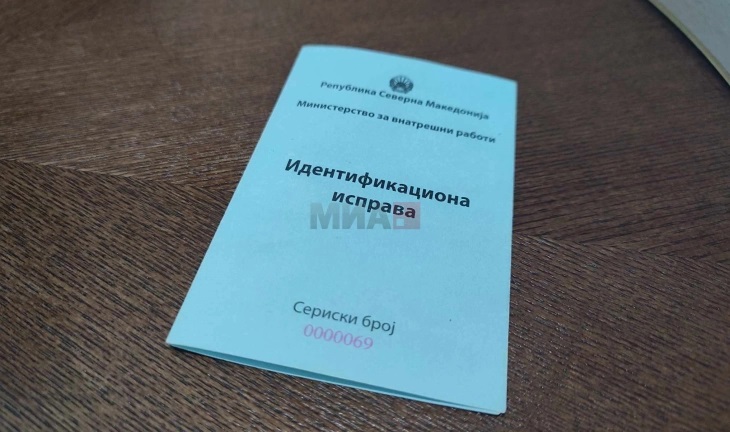 Република Северна Македонија
Министерство за внатрешни работи
Идентификациона
исправа
МИА
Сериски број
0000069